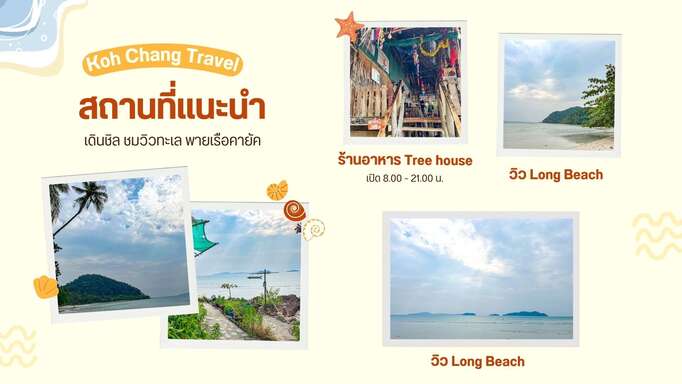 Koh Chang Travel
สถานที่แนะนำ
เดินชิล ชมวิวทะเล พายเรือคายัค
ร้านอาหาร Tree house
เปิด 8.00 - 21.00 น.
วิว Long Beach
วิว Long Beach